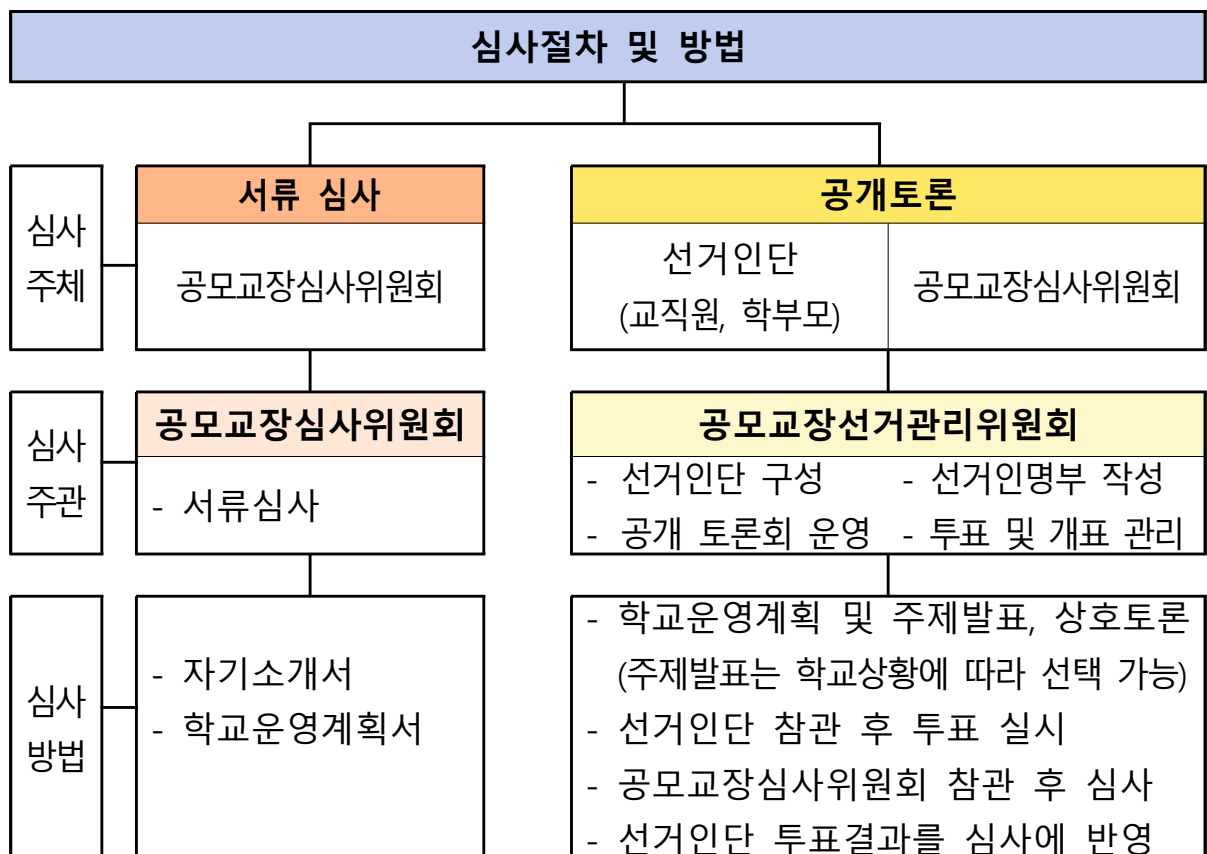 심사절차 및 방법
심사
주체
서류 심사
공모교장심사위원회
공개토론
선거인단
(교직원, 학부모)
공모교장심사위원회
심사
주관
공모교장심사위원회
- 서류심사
공모교장선거관리위원회
- 선거인단 구성 - 선거인명부 작성
- 공개 토론회 운영 - 투표 및 개표 관리
심사
방법
- 자기소개서
- 학교운영계획서
- 학교운영계획 및 주제발표, 상호토론
(주제발표는 학교상황에 따라 선택 가능)
- 선거인단 참관 후 투표 실시
- 공모교장심사위원회 참관 후 심사
- 선거인단 투표결과를 심사에 반영